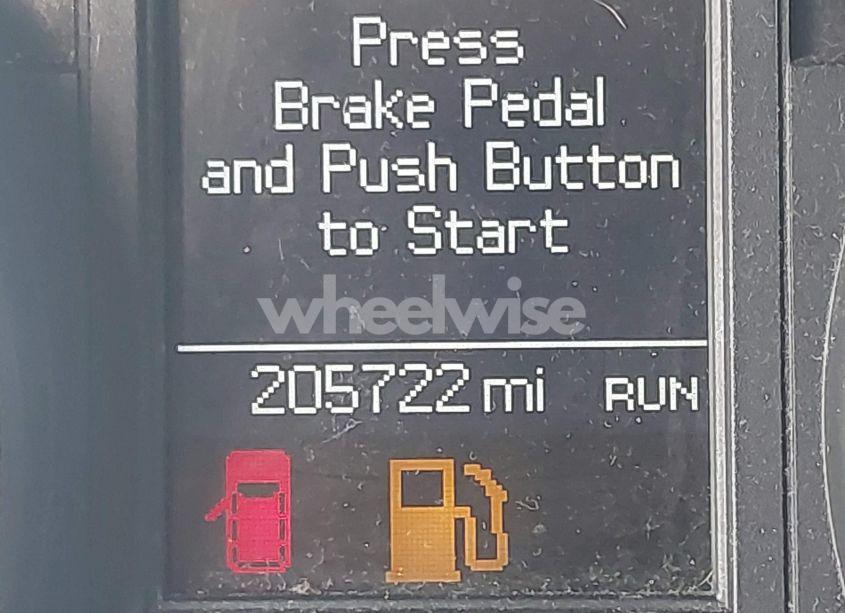 Press
Brake Pedal
and Push Button
to Start
wheelwise
205722 mi RUN